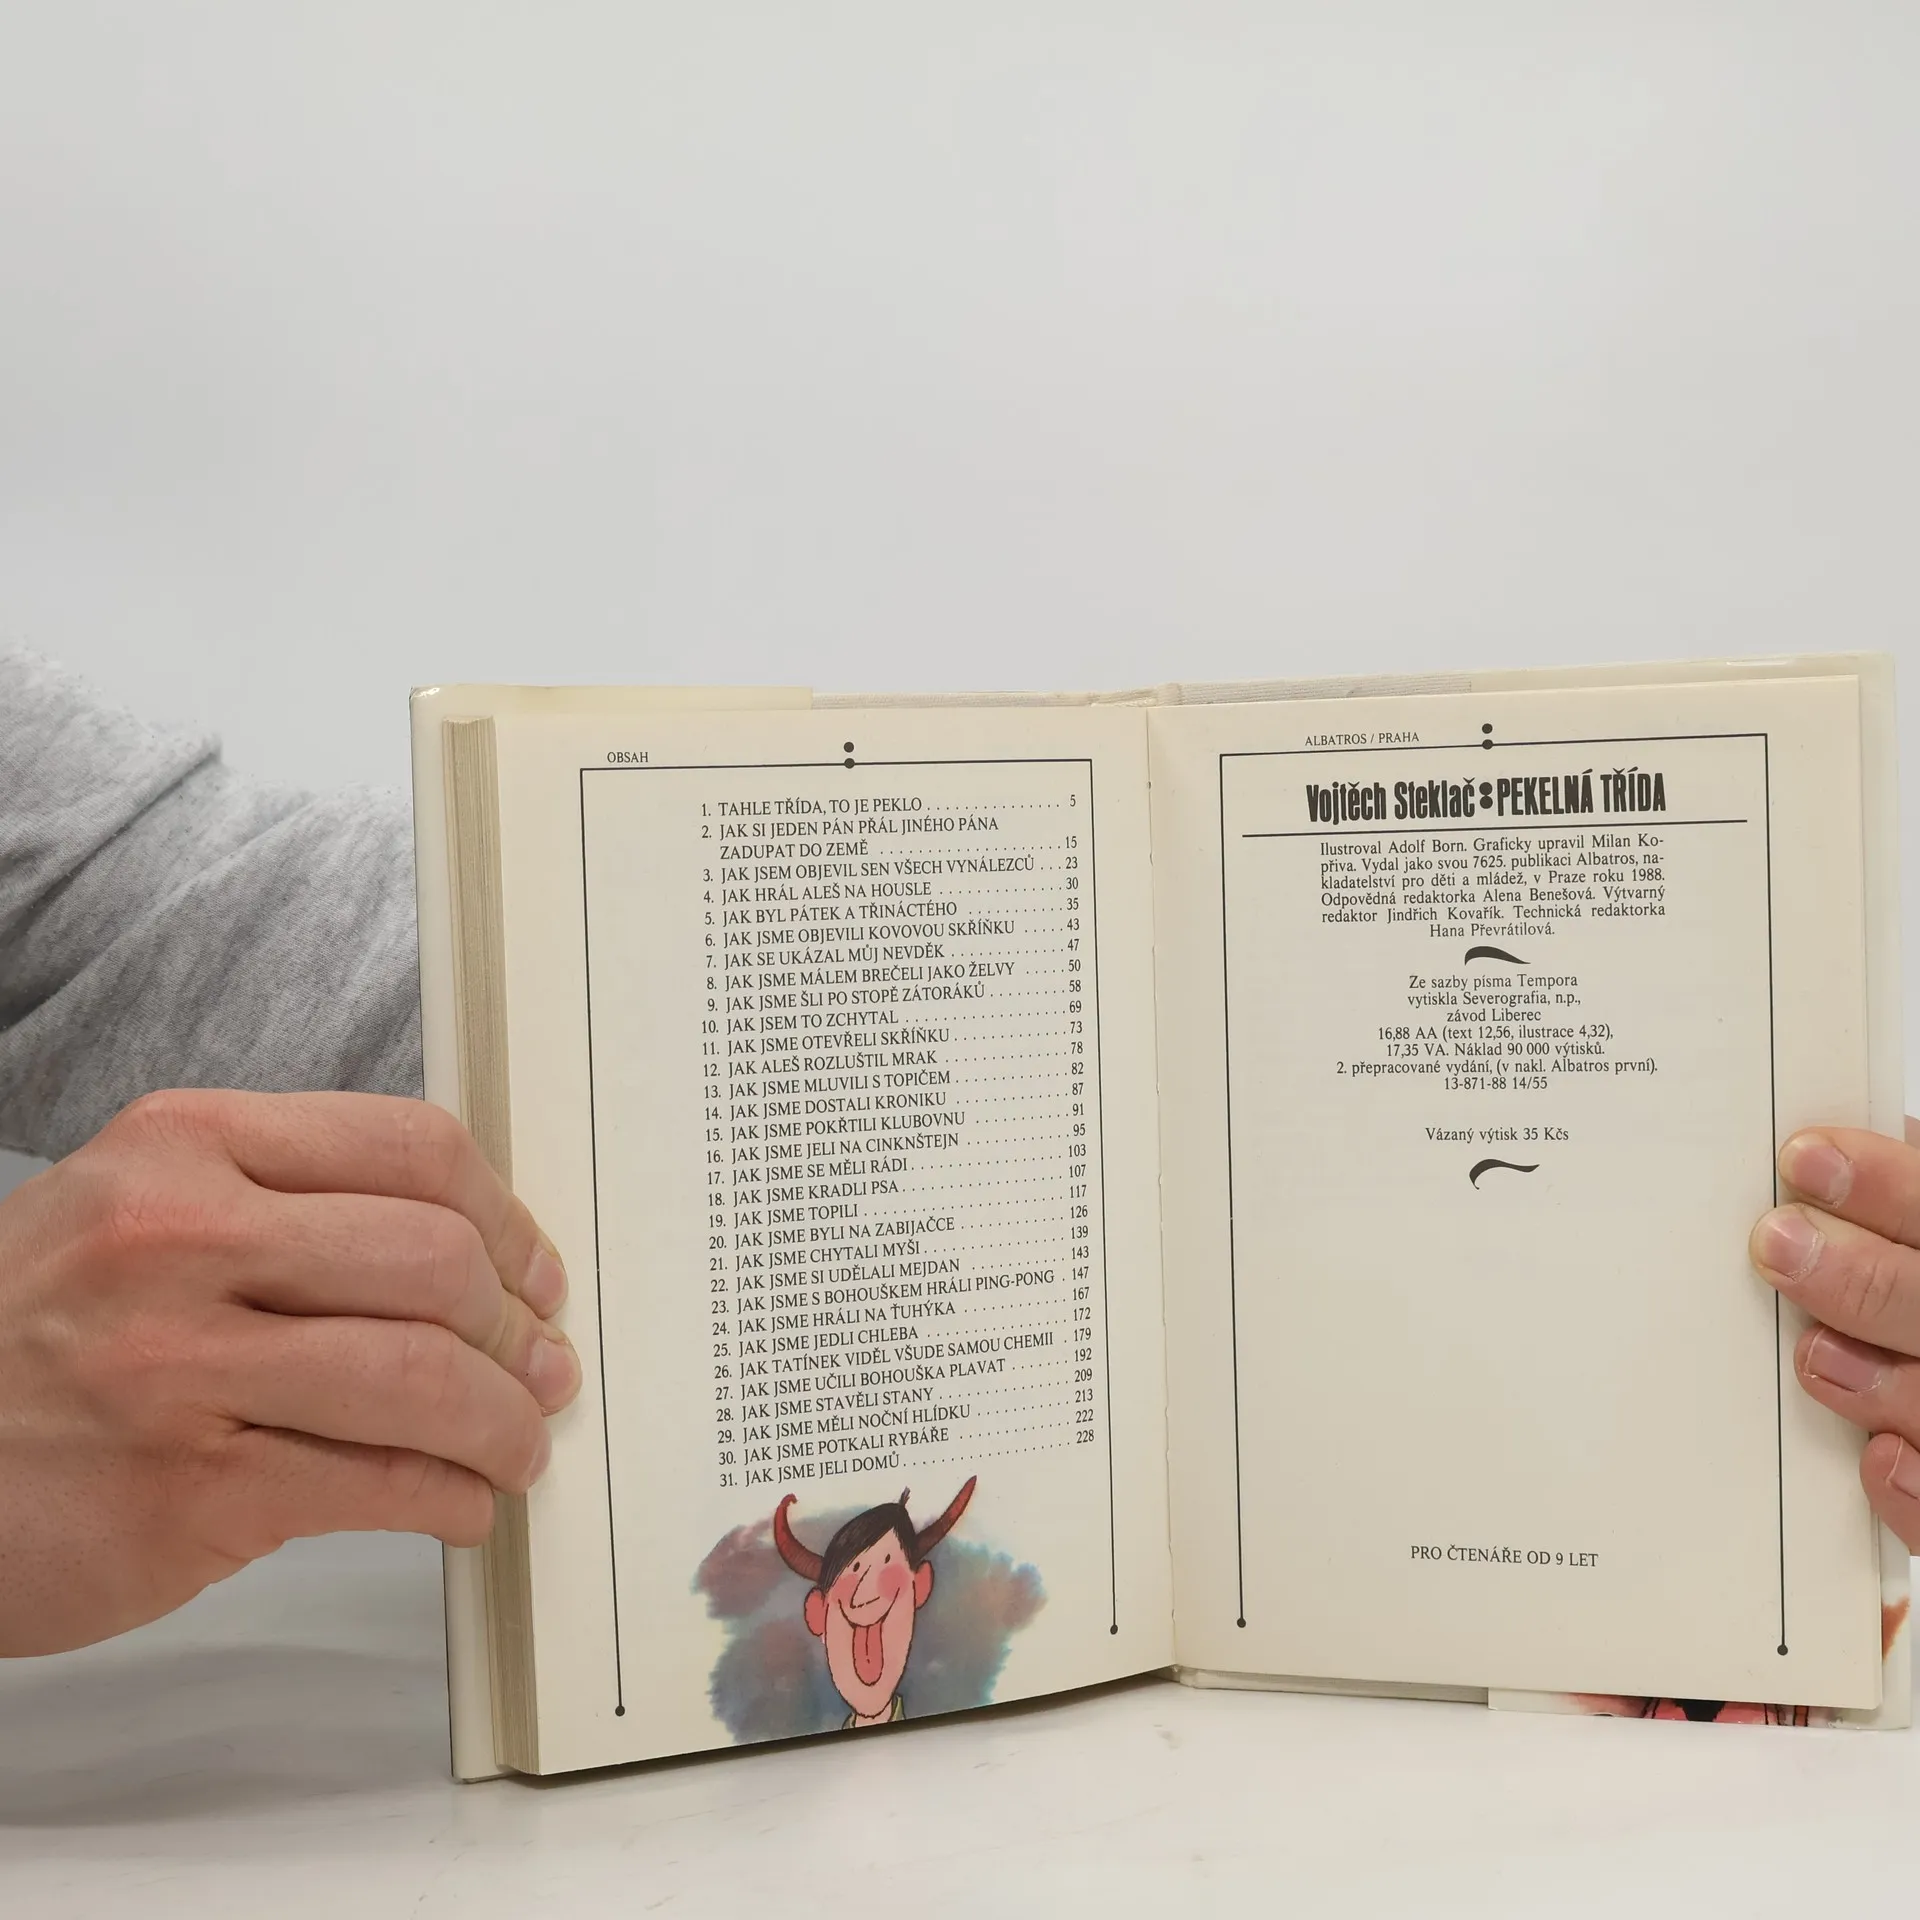 OBSAH
1. TAHLE TŘÍDA, TO JE PEKLO . . . . . . . . . . . . . . . 5
2. JAK SI JEDEN PÁN PŘÁL JINÉHO PÁNA
ZADUPAT DO ZEMĚ . . . . . . . . . . . . . . . . . . . . 15
3. JAK JSEM OBJEVIL SEN VŠECH VYNÁLEZCŮ . . . 23
4. JAK HRÁL ALEŠ NA HOUSLE . . . . . . . . . . . . . . 30
5. JAK BYL PÁTEK A TŘINÁCTÉHO . . . . . . . . . . . 35
6. JAK JSME OBJEVILI KOVOVOU SKŘÍŇKU . . . . . 43
7. JAK SE UKÁZAL MŮJ NEVDĚK . . . . . . . . . . . . . 47
8. JAK JSME MÁLEM BREČELI JAKO ŽELVY . . . . . 50
9. JAK JSME ŠLI PO STOPĚ ZÁTORÁKŮ . . . . . . . . . 58
10. JAK JSEM TO ZCHYTAL . . . . . . . . . . . . . . . . . . 69
11. JAK JSME OTEVŘELI SKŘÍŇKU . . . . . . . . . . . . . 73
12. JAK ALEŠ ROZLUŠTIL MRAK . . . . . . . . . . . . . . 78
13. JAK JSME MLUVILI S TOPIČEM . . . . . . . . . . . . . 82
14. JAK JSME DOSTALI KRONIKU . . . . . . . . . . . . . 87
15. JAK JSME POKŘTILI KLUBOVNU . . . . . . . . . . . 91
16. JAK JSME JELI NA CINKNŠTEJN . . . . . . . . . . . . 95
17. JAK JSME SE MĚLI RÁDI . . . . . . . . . . . . . . . . . 103
18. JAK JSME KRADLI PSA . . . . . . . . . . . . . . . . . . 107
19. JAK JSME TOPILI . . . . . . . . . . . . . . . . . . . . . . 117
20. JAK JSME BYLI NA ZABIJAČCE . . . . . . . . . . . . 126
21. JAK JSME CHYTALI MYŠI . . . . . . . . . . . . . . . . 139
22. JAK JSME SI UDĚLALI MEJDAN . . . . . . . . . . . . 143
23. JAK JSME S BOHOUŠKEM HRÁLI PING-PONG . 147
24. JAK JSME HRÁLI NA ŤUHÝKA . . . . . . . . . . . . . 167
25. JAK JSME JEDLI CHLEBA . . . . . . . . . . . . . . . . 172
26. JAK TATÍNEK VIDĚL VŠUDE SAMOU CHEMII . 179
27. JAK JSME UČILI BOHOUŠKA PLAVAT . . . . . . . 192
28. JAK JSME STAVĚLI STANY . . . . . . . . . . . . . . . 209
29. JAK JSME MĚLI NOČNÍ HLÍDKU . . . . . . . . . . . 213
30. JAK JSME POTKALI RYBÁŘE . . . . . . . . . . . . . 222
31. JAK JSME JELI DOMŮ . . . . . . . . . . . . . . . . . . 228
ALBATROS / PRAHA
Vojtěch Steklač : PEKELNÁ TŘÍDA
Ilustroval Adolf Born. Graficky upravil Milan Ko-
přiva. Vydal jako svou 7625. publikaci Albatros, na-
kladatelství pro děti a mládež, v Praze roku 1988.
Odpovědná redaktorka Alena Benešová. Výtvarný
redaktor Jindřich Kovařík. Technická redaktorka
Hana Převrátilová.
Ze sazby písma Tempora
vytiskla Severografia, n.p.,
závod Liberec
16,88 AA (text 12,56, ilustrace 4,32),
17,35 VA. Náklad 90 000 výtisků.
2. přepracované vydání, (v nakl. Albatros první).
13-871-88 14/55
Vázaný výtisk 35 Kčs
PRO ČTENÁŘE OD 9 LET